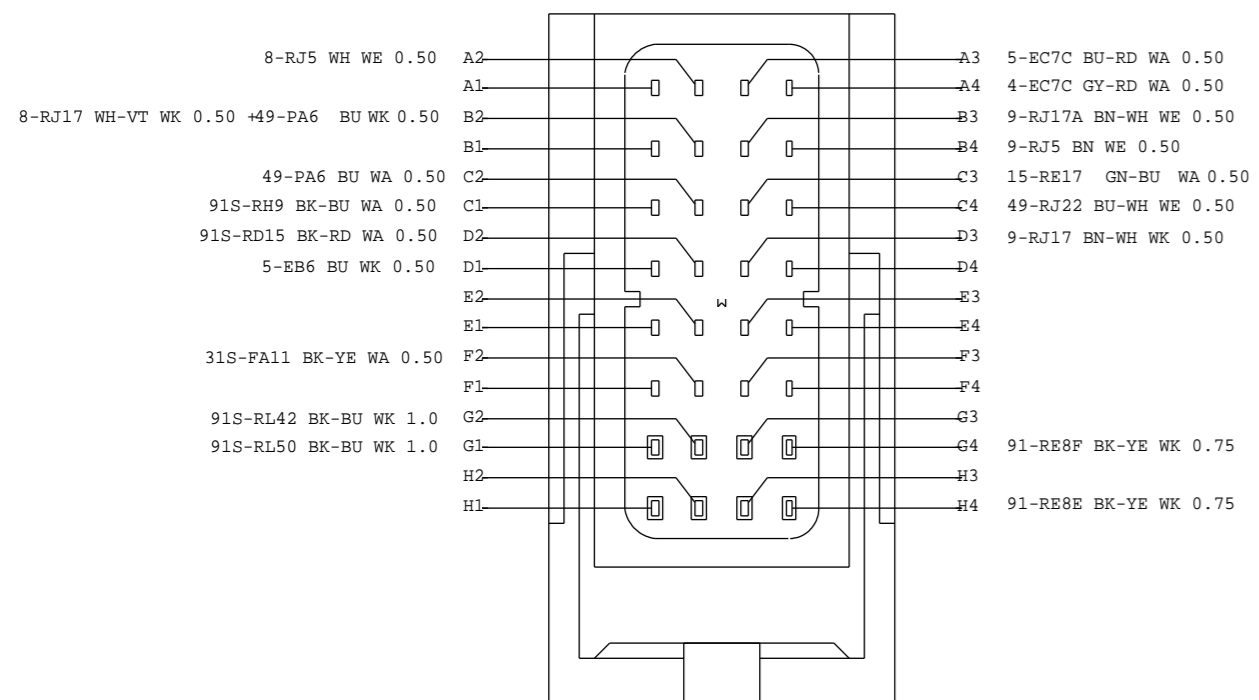 8-RJ5 WH WE 0.50 A2 A3 5-EC7C BU-RD WA 0.50
A1 A4 4-EC7C GY-RD WA 0.50
8-RJ17 WH-VT WK 0.50 +49-PA6 BU WK 0.50 B2 B3 9-RJ17A BN-WH WE 0.50
B1 B4 9-RJ5 BN WE 0.50
49-PA6 BU WA 0.50 C2 C3 15-RE17 GN-BU WA 0.50
91S-RH9 BK-BU WA 0.50 C1 C4 49-RJ22 BU-WH WE 0.50
91S-RD15 BK-RD WA 0.50 D2 D3 9-RJ17 BN-WH WK 0.50
5-EB6 BU WK 0.50 D1 D4
E2 W E3
E1 E4
31S-FA11 BK-YE WA 0.50 F2 F3
F1 F4
91S-RL42 BK-BU WK 1.0 G2 G3
91S-RL50 BK-BU WK 1.0 G1 G4 91-RE8F BK-YE WK 0.75
H2 H3
H1 H4 91-RE8E BK-YE WK 0.75